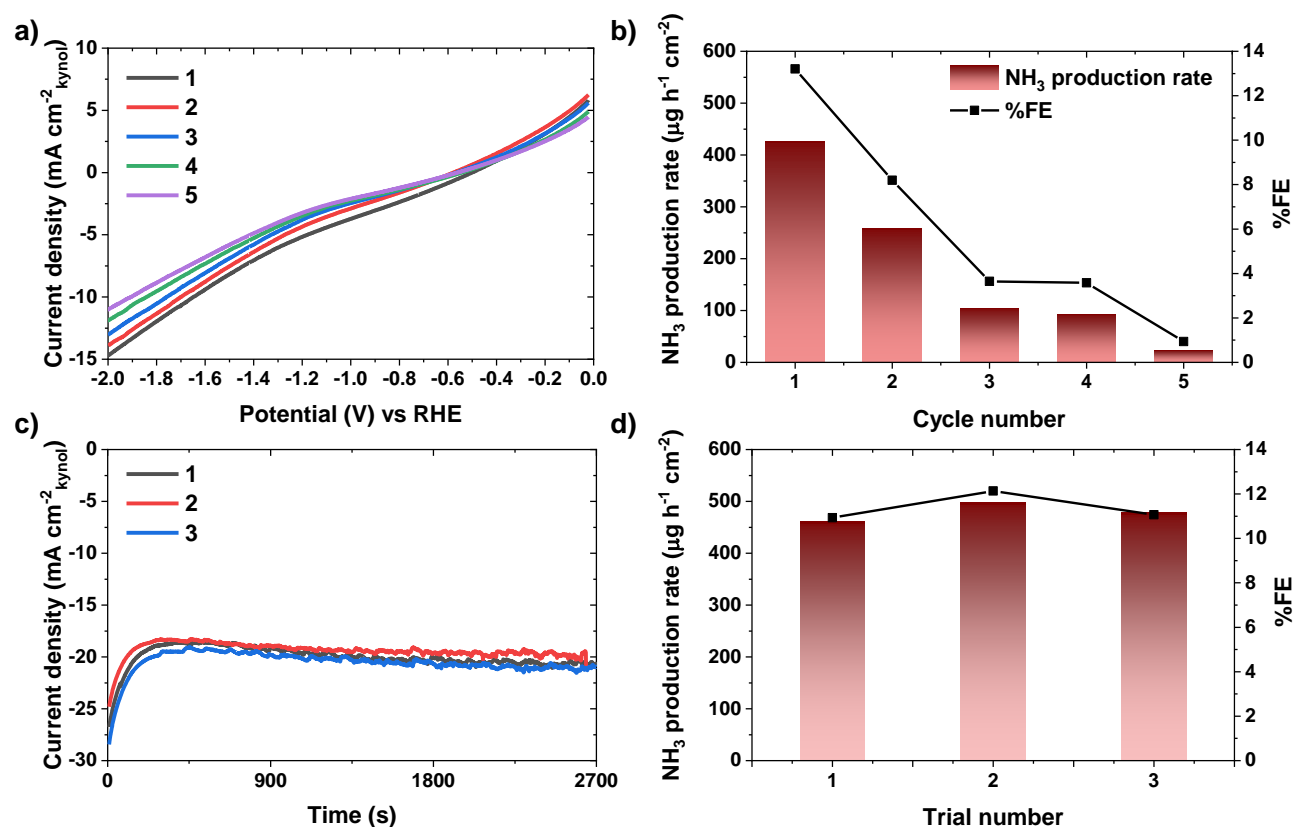 a)
10
5
0
-5
-10
-15
Current density (mA cm⁻²kynol)
1
2
3
4
5
-2.0 -1.8 -1.6 -1.4 -1.2 -1.0 -0.8 -0.6 -0.4 -0.2 0.0
Potential (V) vs RHE
b)
600
500
400
300
200
100
0
NH₃ production rate (µg h⁻¹ cm⁻²)
NH₃ production rate
%FE
14
12
10
8
6
4
2
0
%FE
1 2 3 4 5
Cycle number
c)
0
-5
-10
-15
-20
-25
-30
Current density (mA cm⁻²kynol)
1
2
3
0 900 1800 2700
Time (s)
d)
600
500
400
300
200
100
0
NH₃ production rate (µg h⁻¹ cm⁻²)
14
12
10
8
6
4
2
0
%FE
1 2 3
Trial number